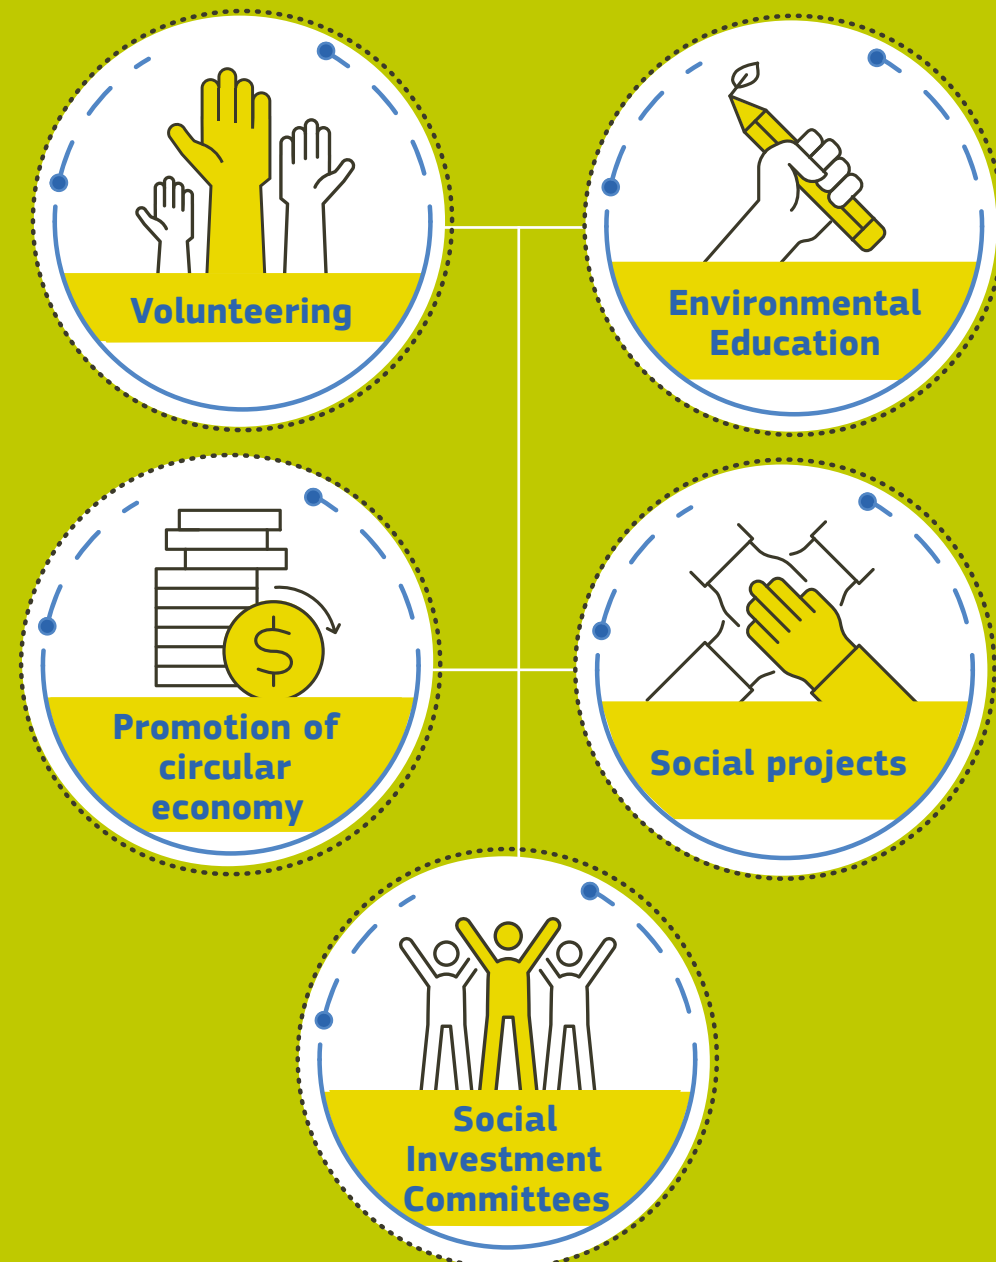 Volunteering
Environmental
Education
Promotion of
circular
economy
Social projects
Social
Investment
Committees